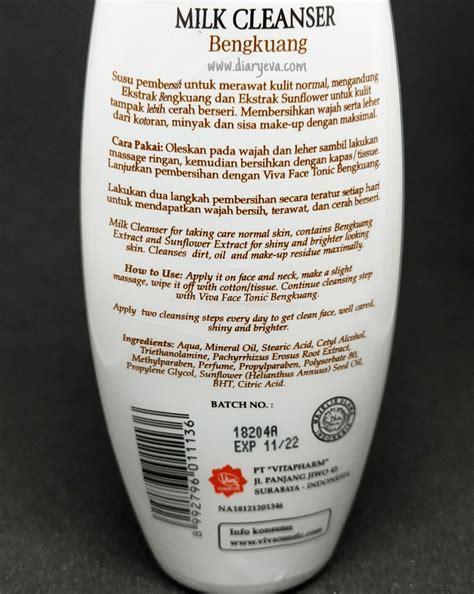 MILK CLEANSER
Bengkuang
www.diaryeva.com
Susu pembersih untuk merawat kulit normal, mengandung
Ekstrak Bengkuang dan Ekstrak Sunflower untuk kulit
tampak lebih cerah berseri. Membersihkan wajah serta leher
dari kotoran, minyak dan sisa make-up dengan maksimal.
Cara Pakai: Oleskan pada wajah dan leher sambil lakukan
massage ringan, kemudian bersihkan dengan kapas/tissue.
Lanjutkan pembersihan dengan Viva Face Tonic Bengkuang.
Lakukan dua langkah pembersihan secara teratur setiap hari
untuk mendapatkan wajah bersih, terawat, dan cerah berseri.
Milk Cleanser for taking care normal skin, contains Bengkuang
Extract and Sunflower Extract for shiny and brighter looking
skin. Cleanses dirt, oil and make-up residue maximally.
How to Use: Apply it on face and neck, make a slight
massage, wipe it off with cotton/tissue. Continue cleansing step
with Viva Face Tonic Bengkuang.
Apply two cleansing steps every day to get clean face, well cared,
shiny and brighter.
Ingredients: Aqua, Mineral Oil, Stearic Acid, Cetyl Alcohol,
Triethanolamine, Pachyrrhizus Erosus Root Extract,
Methylparaben, Perfume, Propylparaben, Polysorbate 80,
Propylene Glycol, Sunflower (Helianthus Annuus) Seed Oil,
BHT, Citric Acid.
BATCH NO. :
18204A
EXP 11/22
8 992796 011136
PT "VITAPHARM"
JL PANJANG JIWO 42
SURABAYA - INDONESIA
NA18121201346
Info konsumen
www.vivacosmetic.com